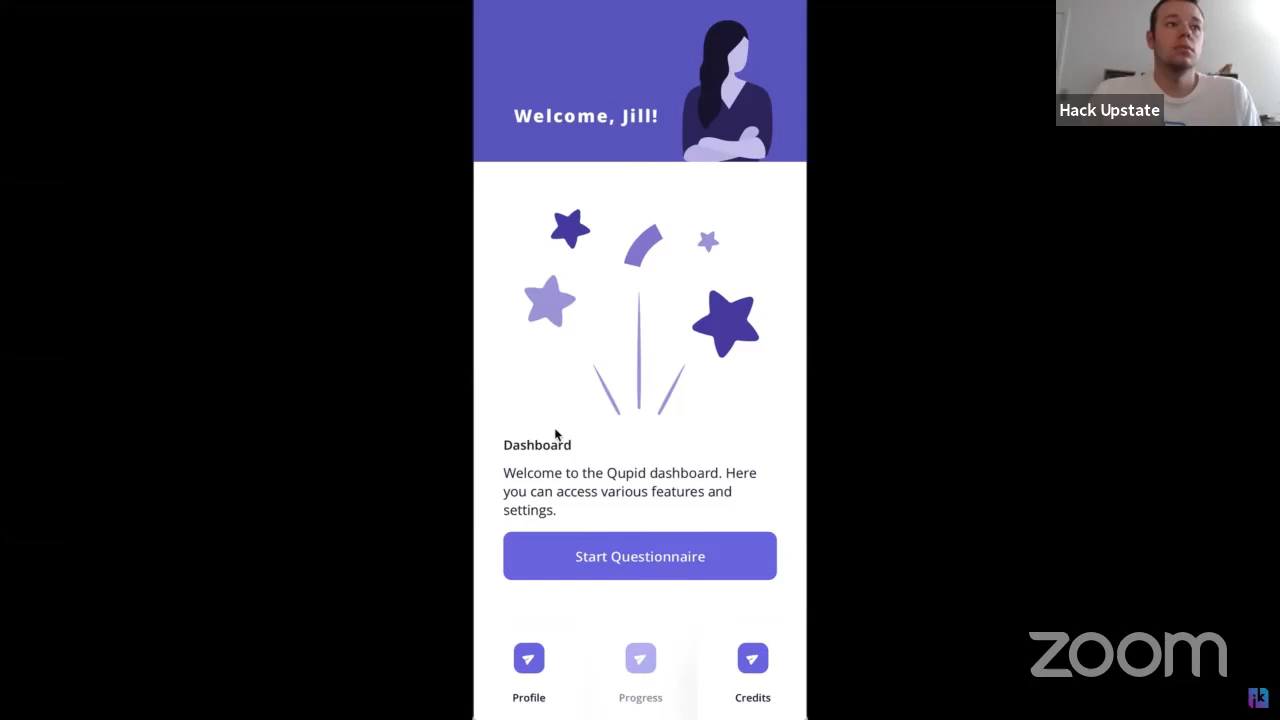 Welcome, Jill!
Hack Upstate
Dashboard
Welcome to the Qupid dashboard. Here
you can access various features and
settings.
Start Questionnaire
Profile
Progress
Credits
zoom